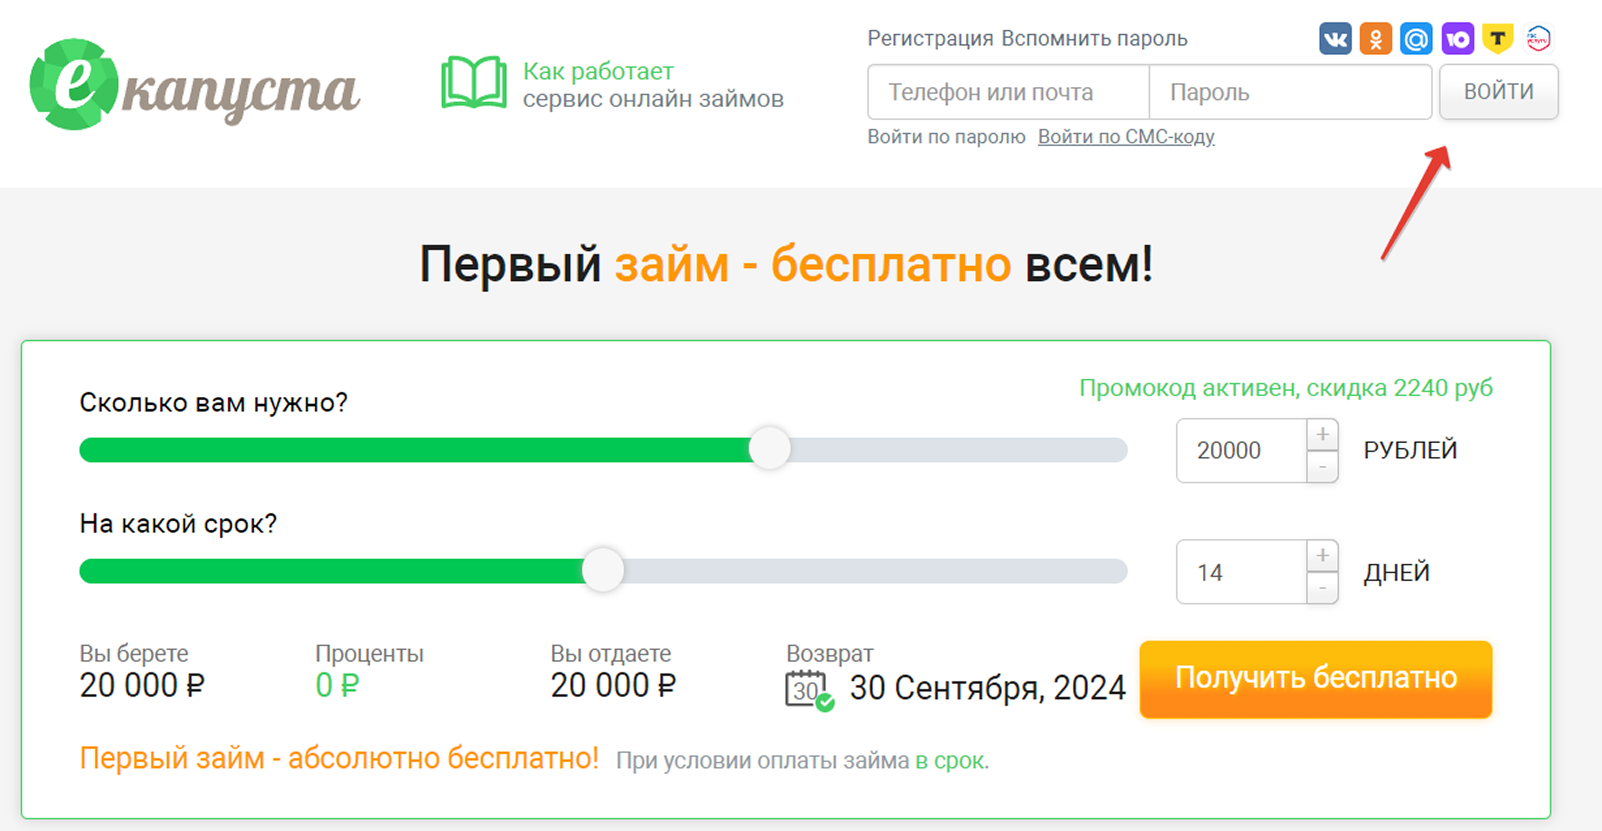 екапуста
Как работает
сервис онлайн займов
Регистрация Вспомнить пароль
Телефон или почта Пароль ВОЙТИ
Войти по паролю Войти по СМС-коду
Первый займ - бесплатно всем!
Промокод активен, скидка 2240 руб
Сколько вам нужно?
20000 + - РУБЛЕЙ
На какой срок?
14 + - ДНЕЙ
Вы берете Проценты Вы отдаете Возврат
20 000 ₽ 0 ₽ 20 000 ₽ 30 30 Сентября, 2024
Получить бесплатно
Первый займ - абсолютно бесплатно! При условии оплаты займа в срок.